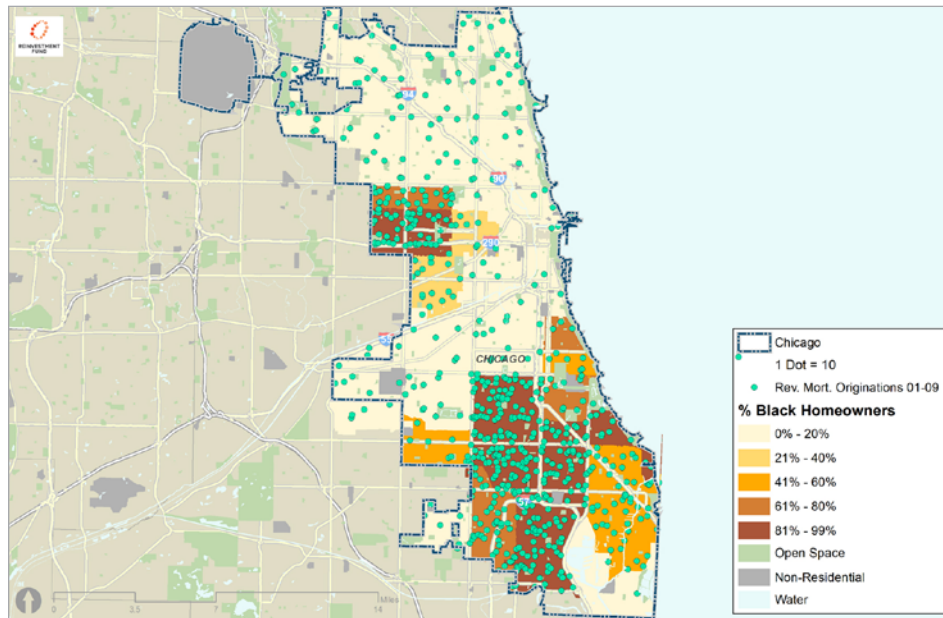 REINVESTMENT
FUND
94
90
290
55
CHICAGO
57
0 3.5 7 14 Miles
Chicago
1 Dot = 10
Rev. Mort. Originations 01-09
% Black Homeowners
0% - 20%
21% - 40%
41% - 60%
61% - 80%
81% - 99%
Open Space
Non-Residential
Water